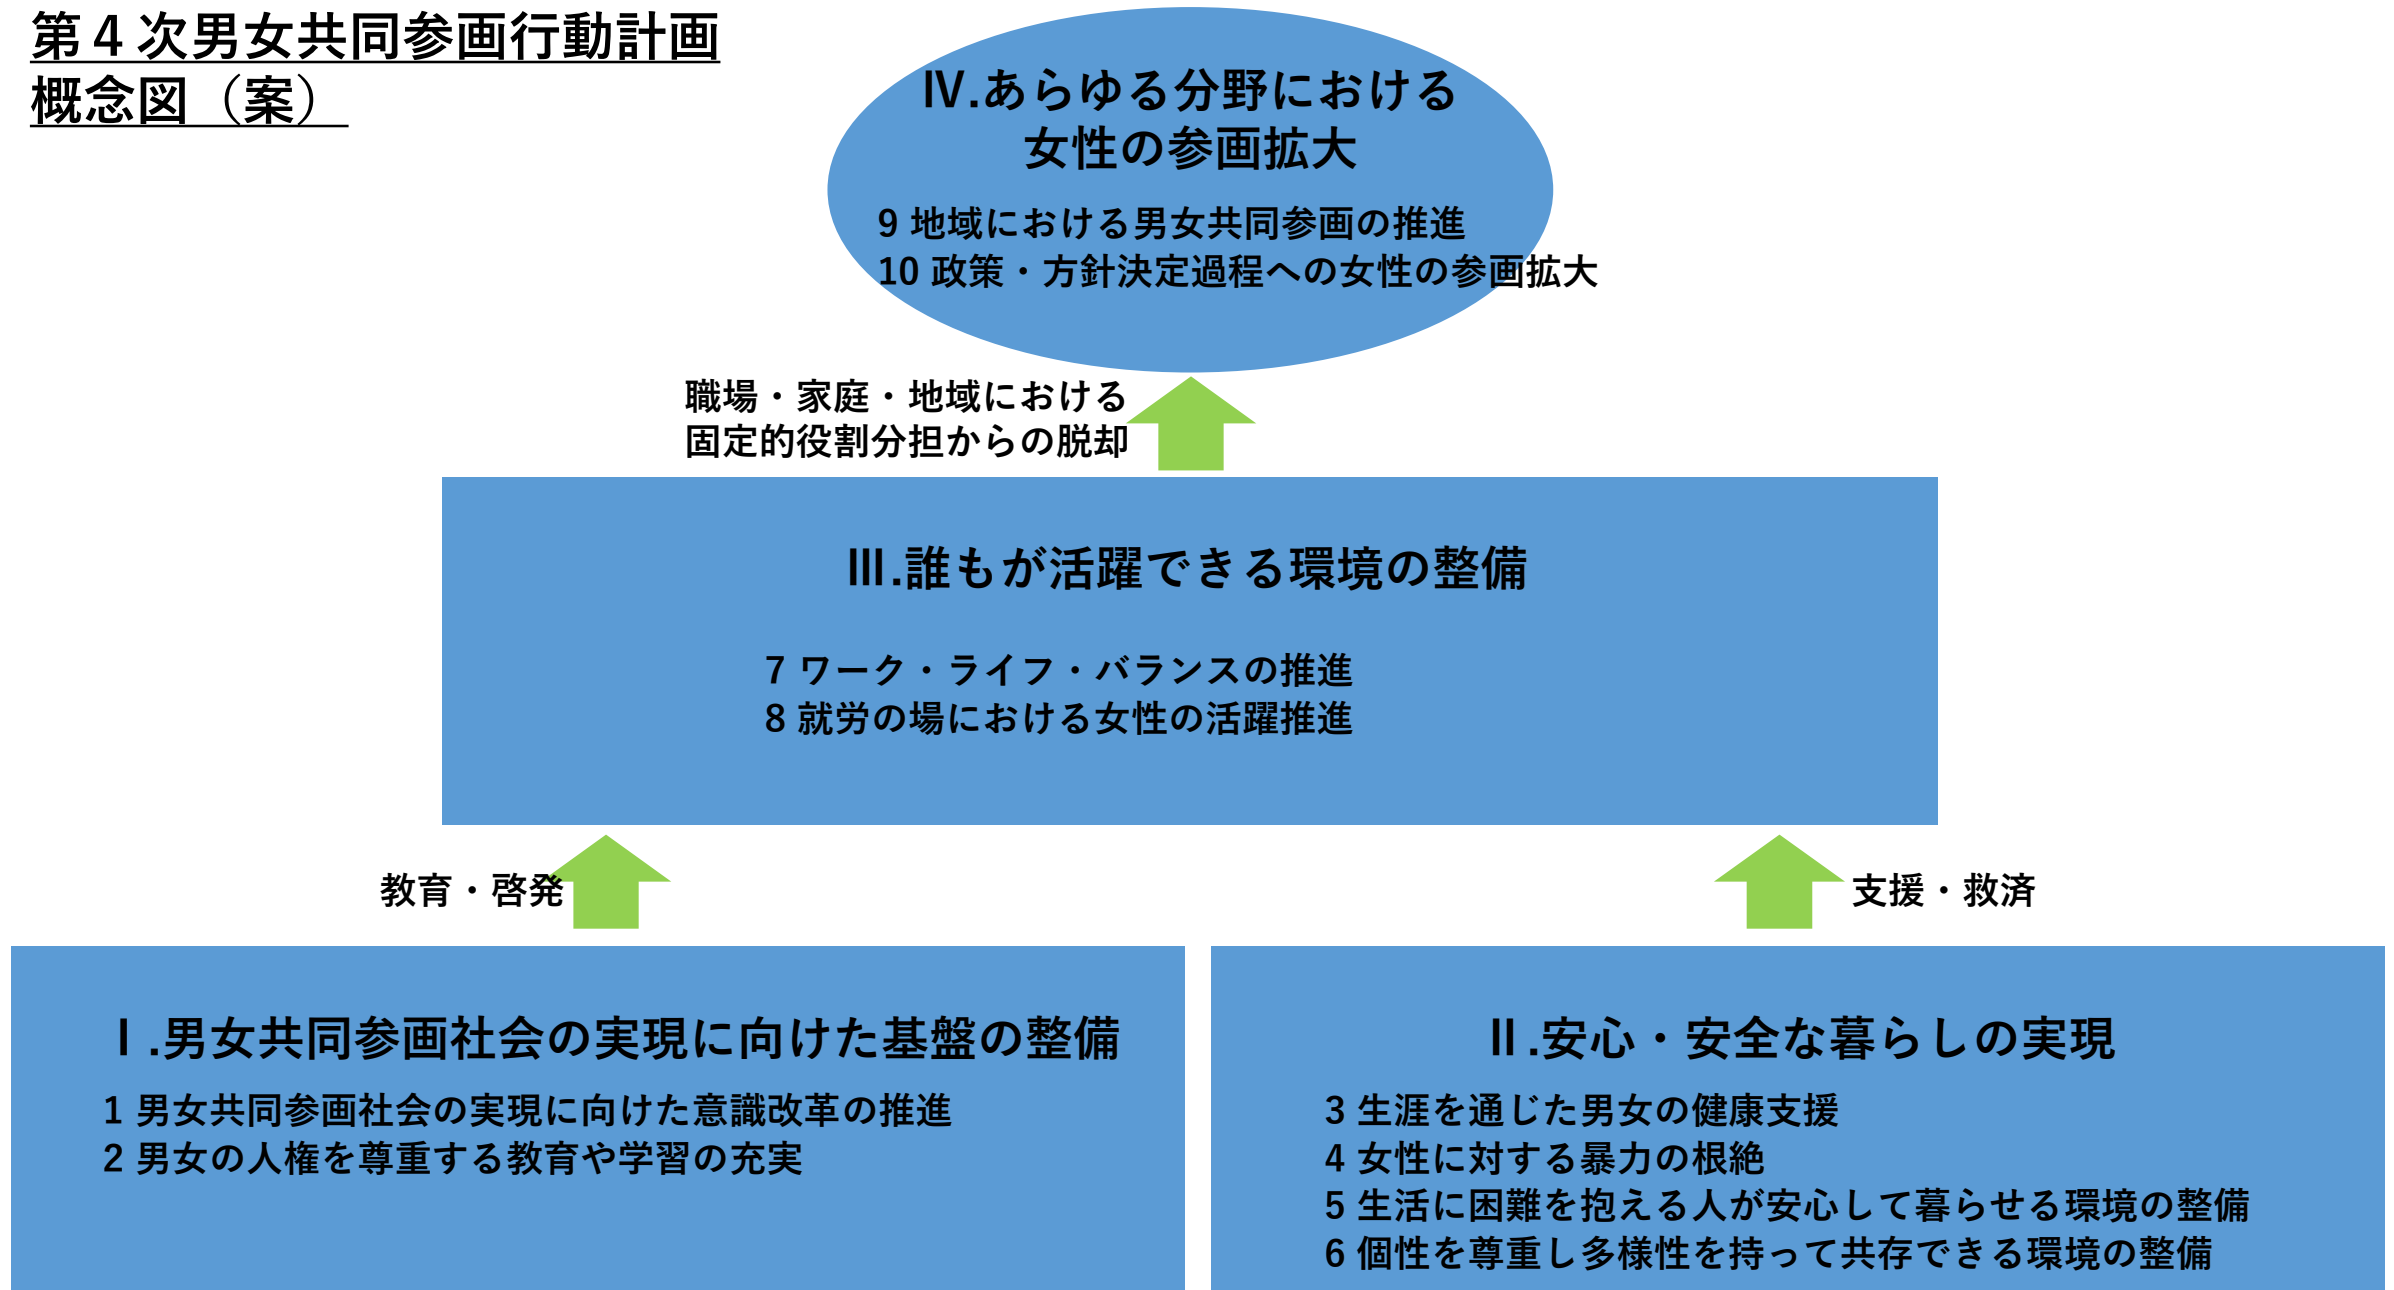 第４次男女共同参画行動計画
概念図（案）
Ⅳ.あらゆる分野における
女性の参画拡大
9 地域における男女共同参画の推進
10 政策・方針決定過程への女性の参画拡大
職場・家庭・地域における
固定的役割分担からの脱却
Ⅲ.誰もが活躍できる環境の整備
7 ワーク・ライフ・バランスの推進
8 就労の場における女性の活躍推進
教育・啓発
支援・救済
Ⅰ.男女共同参画社会の実現に向けた基盤の整備
1 男女共同参画社会の実現に向けた意識改革の推進
2 男女の人権を尊重する教育や学習の充実
Ⅱ.安心・安全な暮らしの実現
3 生涯を通じた男女の健康支援
4 女性に対する暴力の根絶
5 生活に困難を抱える人が安心して暮らせる環境の整備
6 個性を尊重し多様性を持って共存できる環境の整備